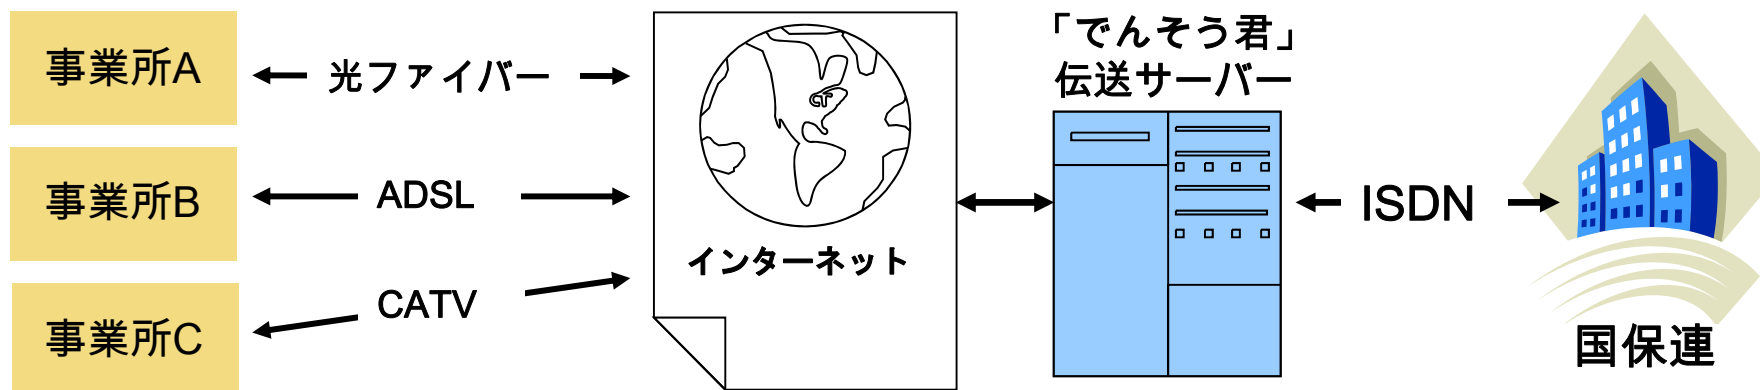 事業所A
光ファイバー
事業所B
ADSL
事業所C
CATV
インターネット
「でんそう君」
伝送サーバー
ISDN
国保連